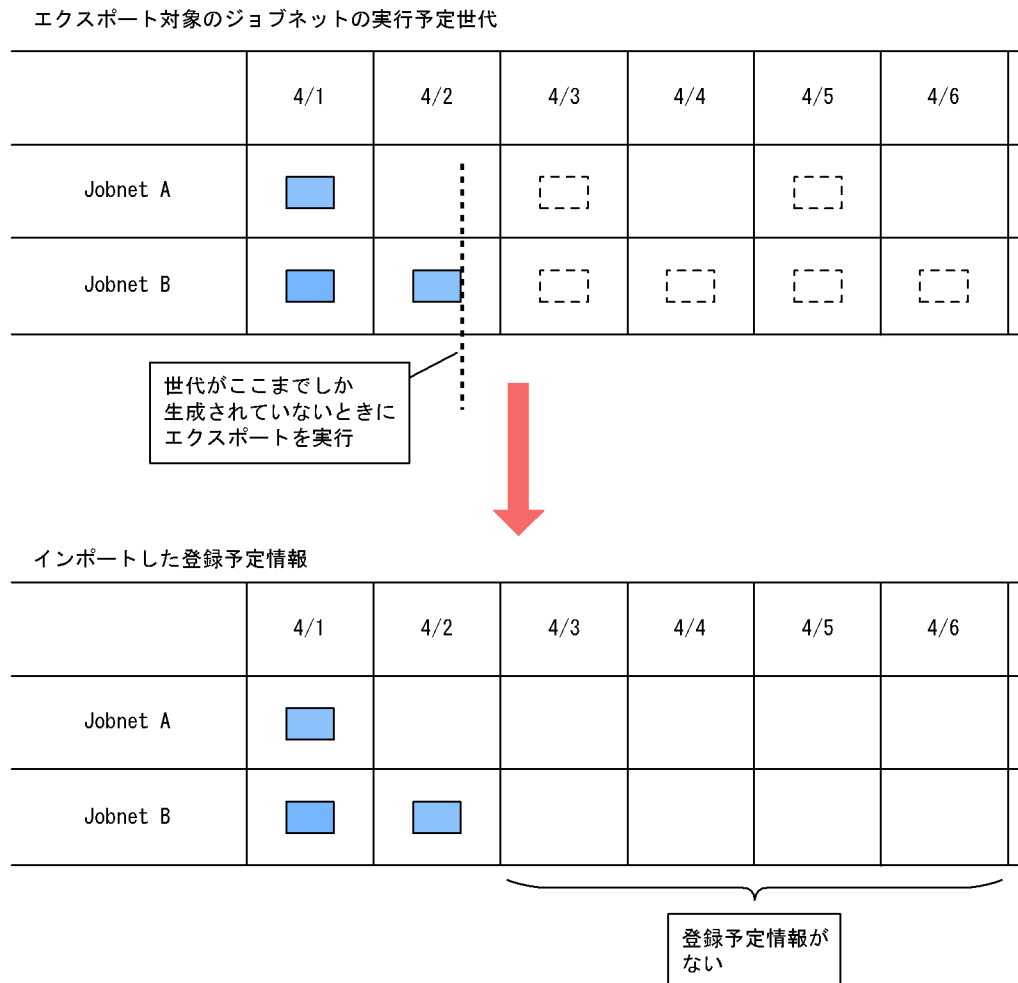 エクスポート対象のジョブネットの実行予定世代
4/1 4/2 4/3 4/4 4/5 4/6
Jobnet A
Jobnet B
世代がここまでしか
生成されていないときに
エクスポートを実行
インポートした登録予定情報
4/1 4/2 4/3 4/4 4/5 4/6
Jobnet A
Jobnet B
登録予定情報が
ない